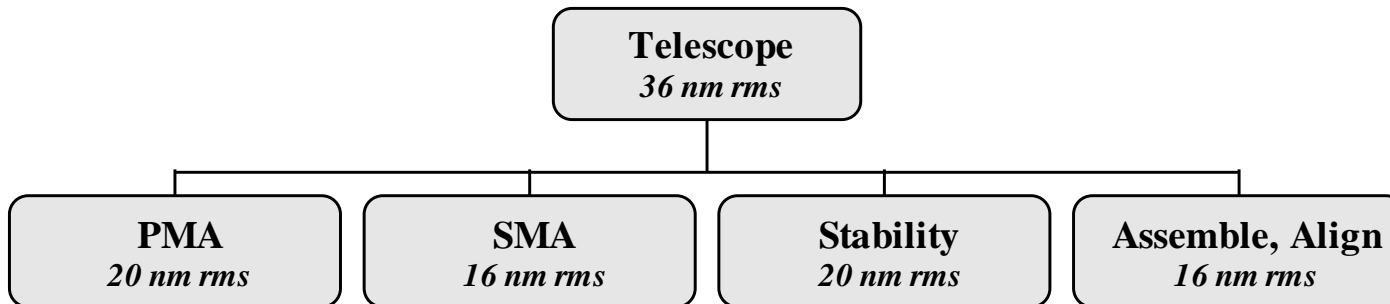 Telescope
36 nm rms
PMA
20 nm rms
SMA
16 nm rms
Stability
20 nm rms
Assemble, Align
16 nm rms